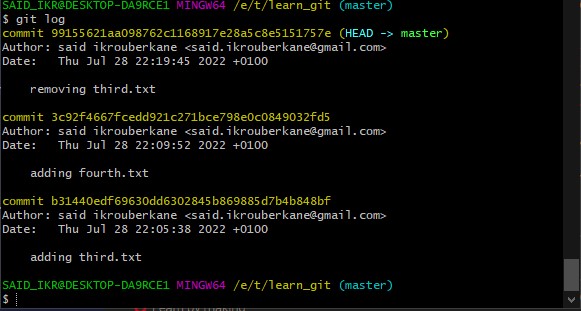 SAID_IKR@DESKTOP-DA9RCE1 MINGW64 /e/t/learn_git (master)
$ git log
commit 99155621aa098762c1168917e28a5c8e5151757e (HEAD -> master)
Author: said ikrouberkane <said.ikrouberkane@gmail.com>
Date:   Thu Jul 28 22:19:45 2022 +0100
    removing third.txt
commit 3c92f4667fcedd921c271bce798e0c0849032fd5
Author: said ikrouberkane <said.ikrouberkane@gmail.com>
Date:   Thu Jul 28 22:09:52 2022 +0100
    adding fourth.txt
commit b31440edf69630dd6302845b869885d7b4b848bf
Author: said ikrouberkane <said.ikrouberkane@gmail.com>
Date:   Thu Jul 28 22:05:38 2022 +0100
    adding third.txt
SAID_IKR@DESKTOP-DA9RCE1 MINGW64 /e/t/learn_git (master)
$